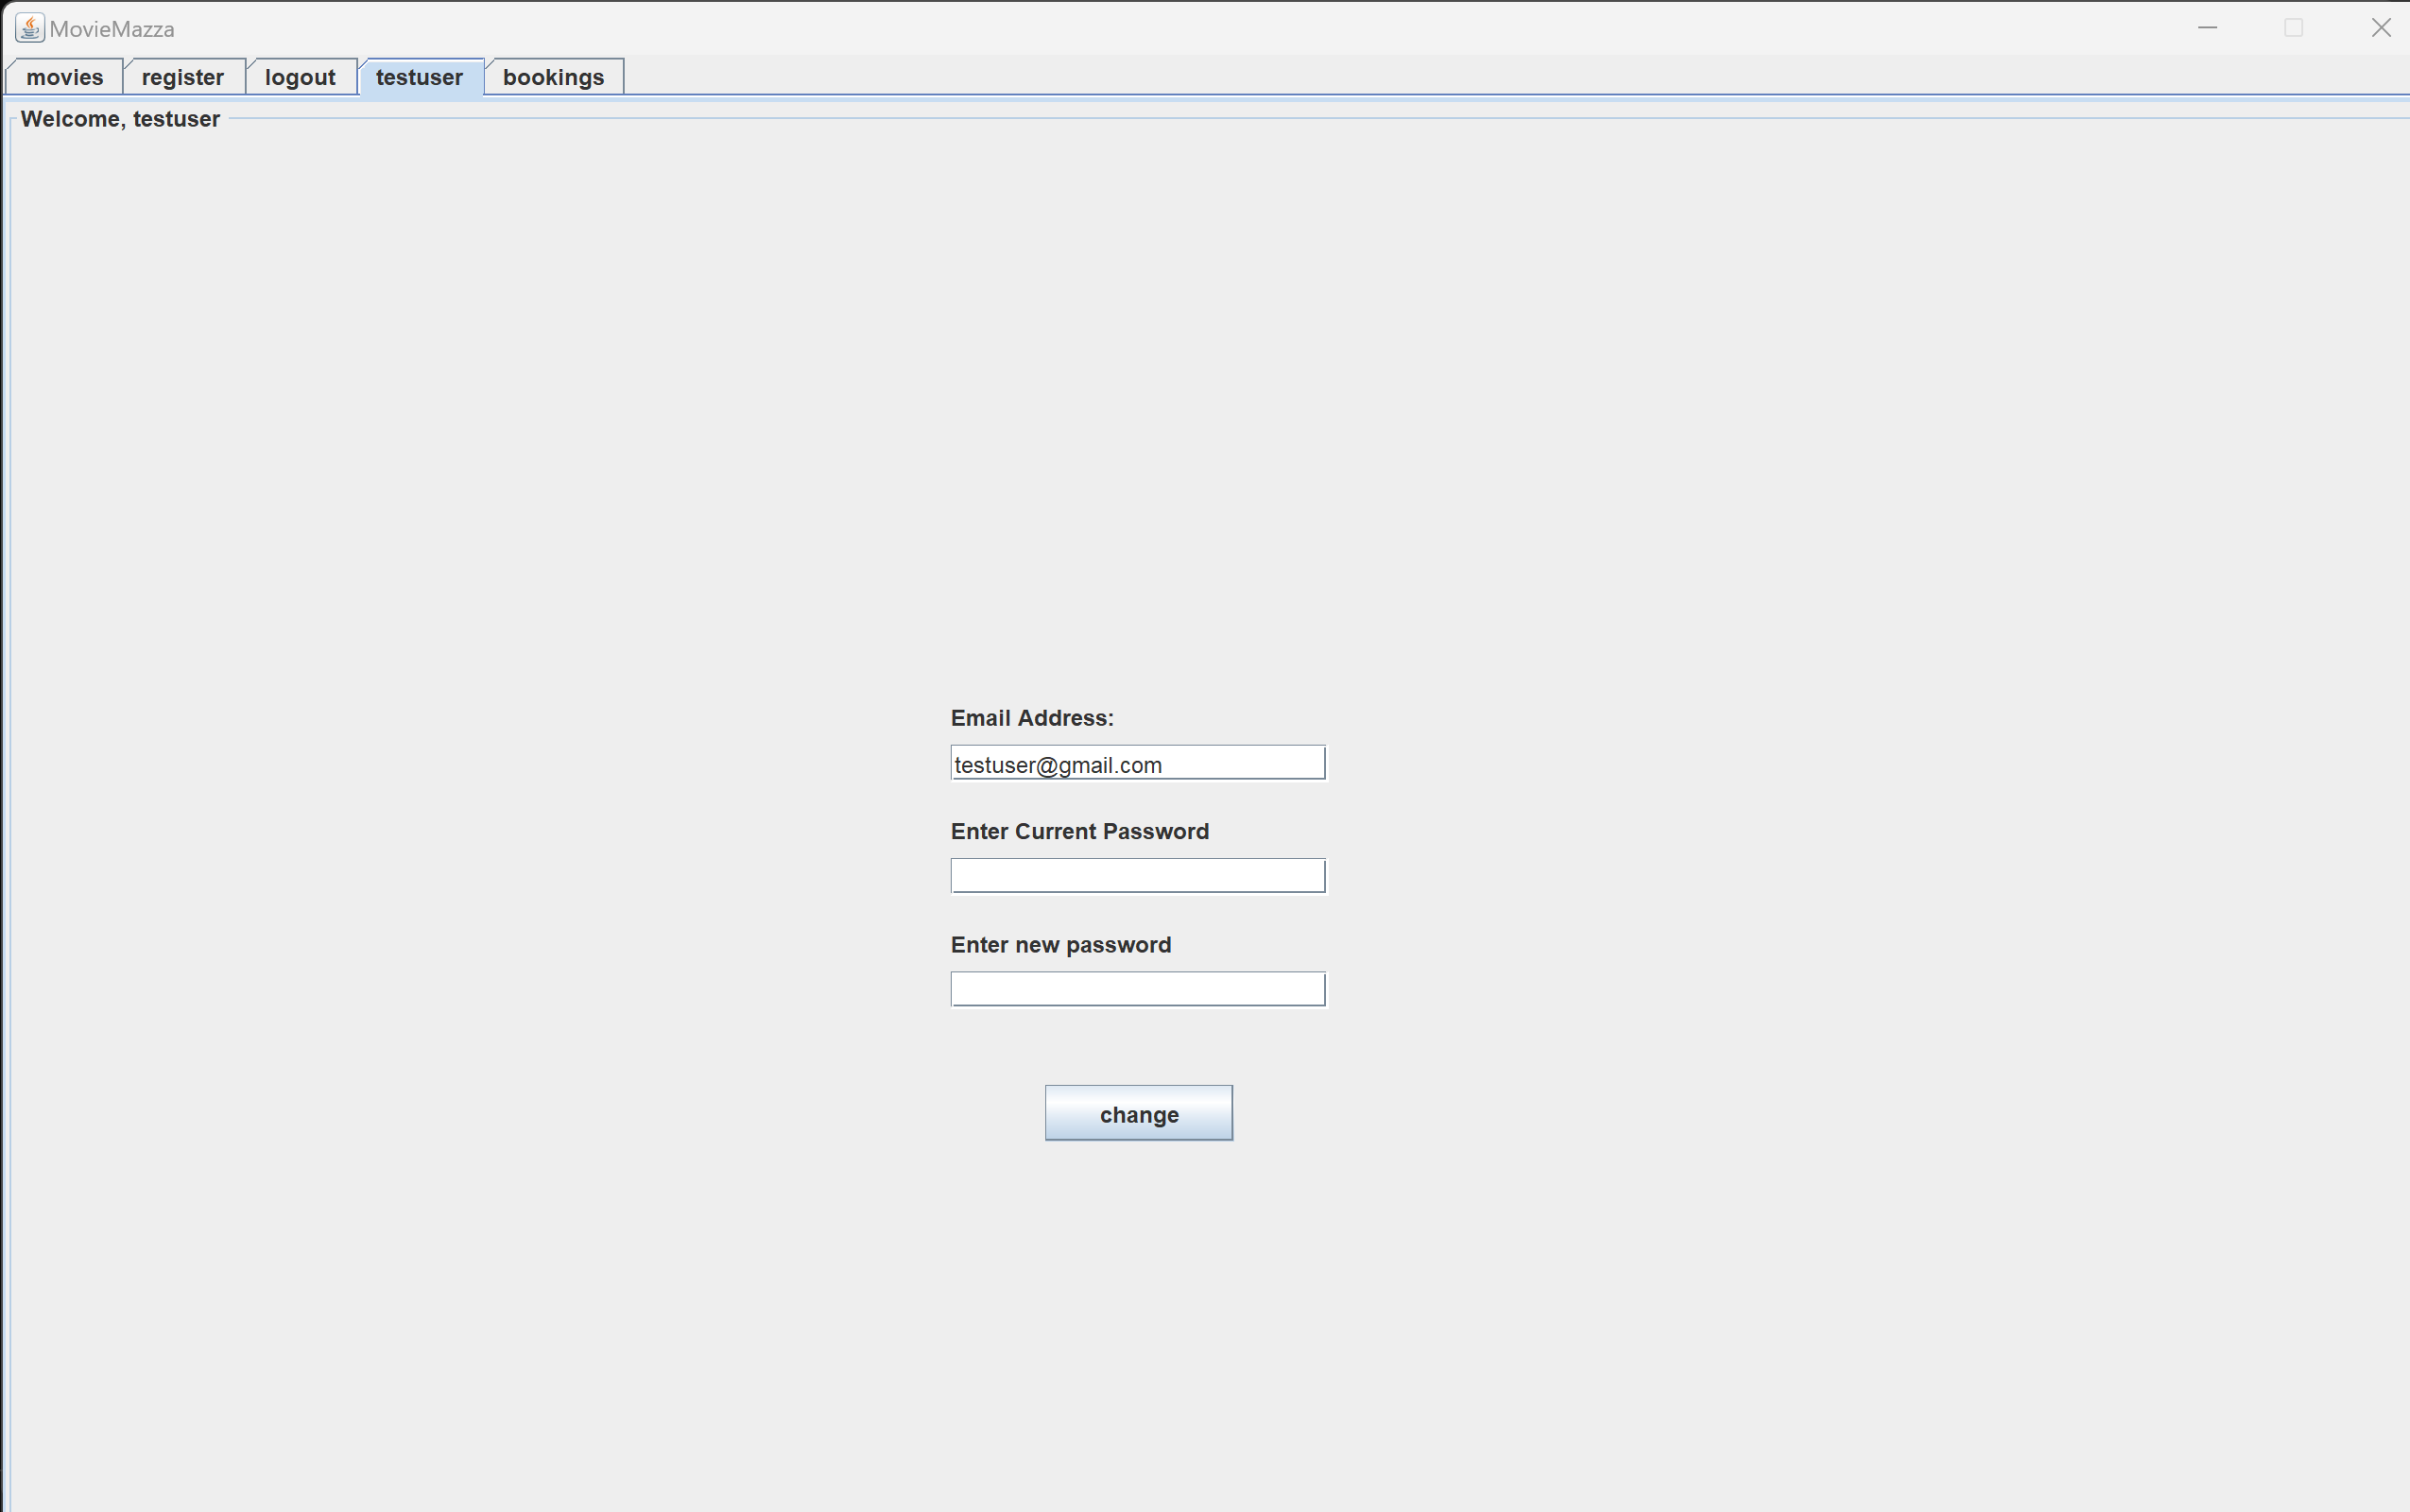 MovieMazza
movies register logout testuser bookings
Welcome, testuser
Email Address:
testuser@gmail.com
Enter Current Password
Enter new password
change